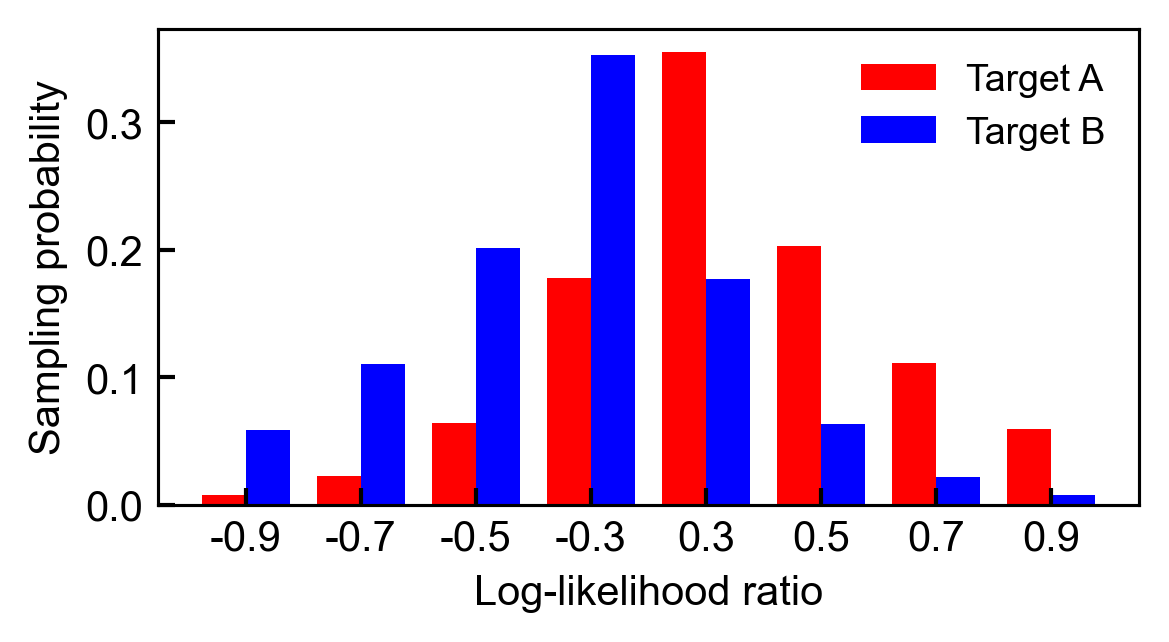 Sampling probability
0.3
0.2
0.1
0.0
Target A
Target B
-0.9 -0.7 -0.5 -0.3 0.3 0.5 0.7 0.9
Log-likelihood ratio